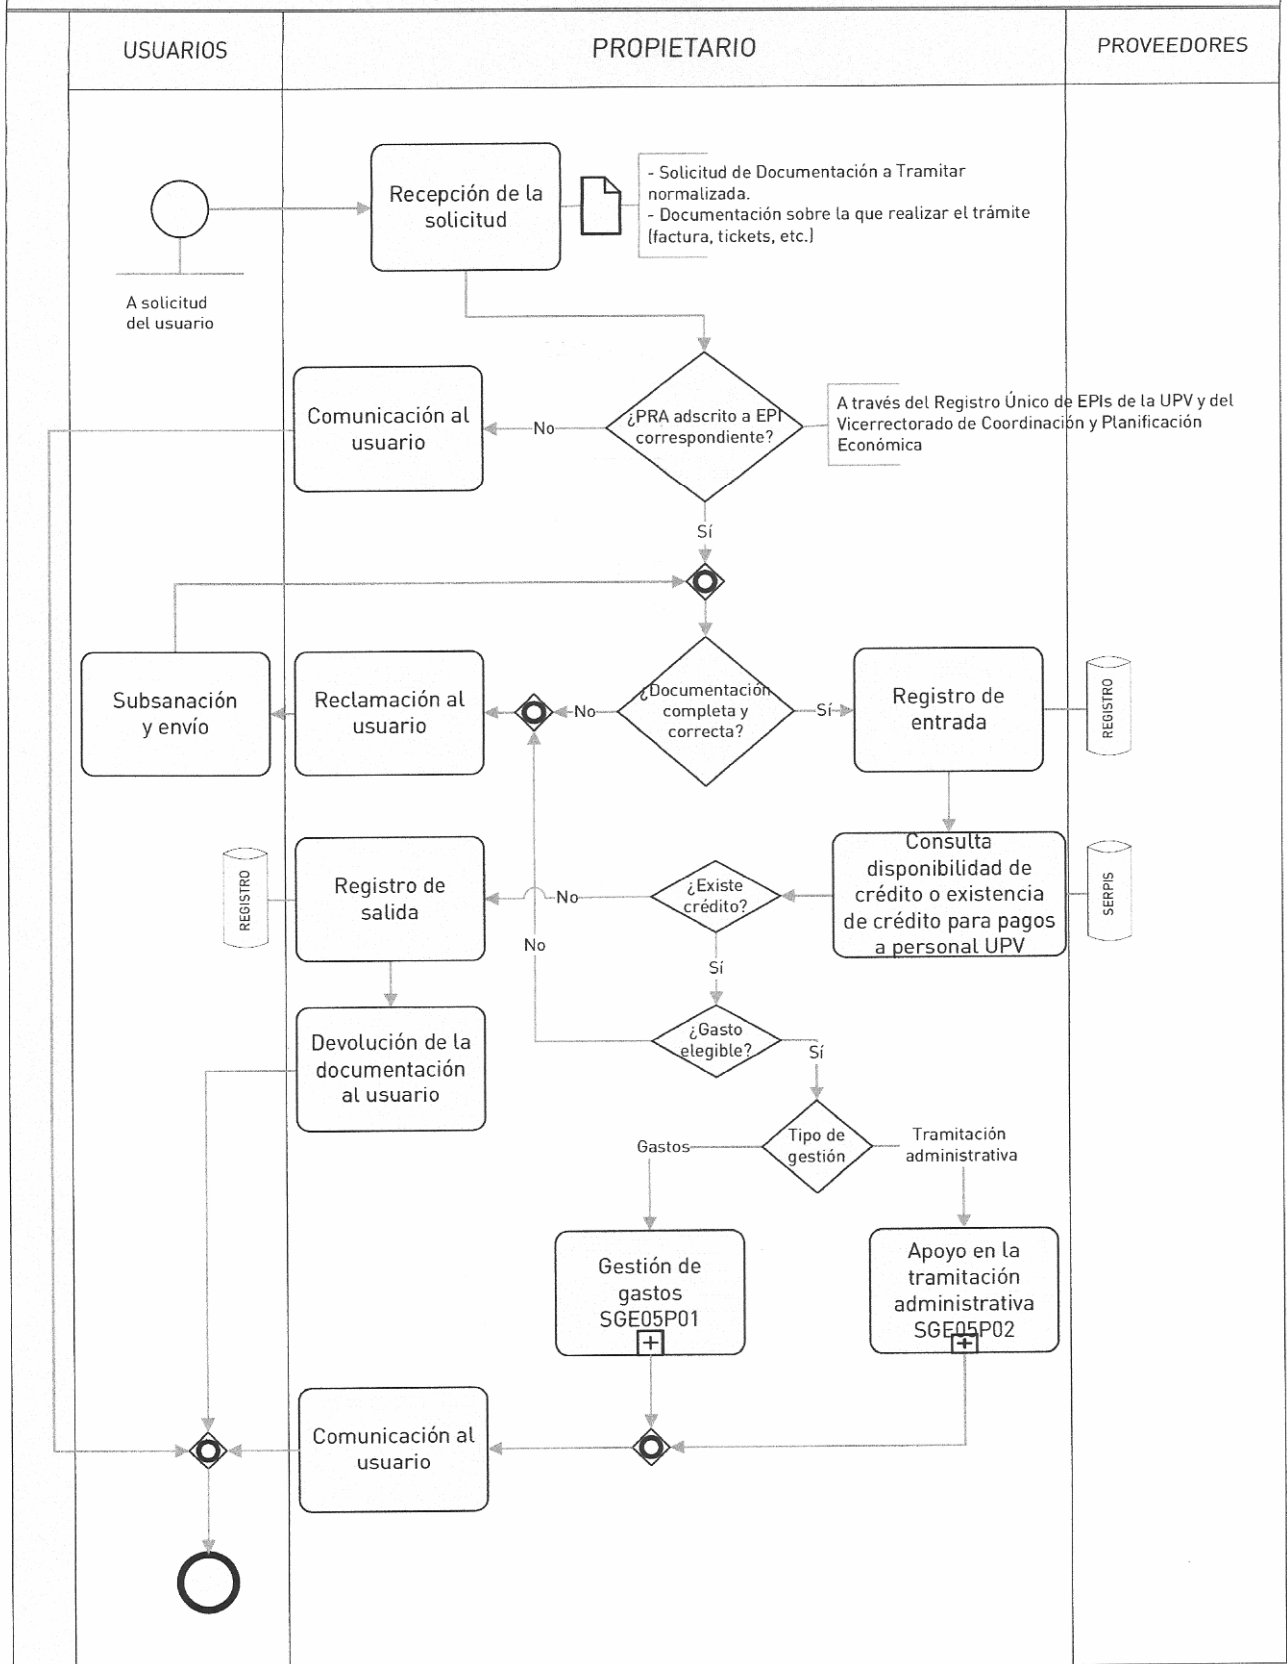 USUARIOS
PROPIETARIO
PROVEEDORES
Recepción de la
solicitud
- Solicitud de Documentación a Tramitar
normalizada.
- Documentación sobre la que realizar el trámite
(factura, tickets, etc.)
A solicitud
del usuario
Comunicación al
usuario
No
¿PRA adscrito a EPI
correspondiente?
A través del Registro Único de EPIs de la UPV y del
Vicerrectorado de Coordinación y Planificación
Económica
Sí
Subsanación
y envío
Reclamación al
usuario
No
¿Documentación
completa y
correcta?
Sí
Registro de
entrada
REGISTRO
REGISTRO
Registro de
salida
No
¿Existe
crédito?
Consulta
disponibilidad de
crédito o existencia
de crédito para pagos
a personal UPV
SERPIS
No
Sí
Devolución de la
documentación
al usuario
¿Gasto
elegible?
Sí
Gastos
Tipo de
gestión
Tramitación
administrativa
Gestión de
gastos
SGE05P01
Apoyo en la
tramitación
administrativa
SGE05P02
Comunicación al
usuario